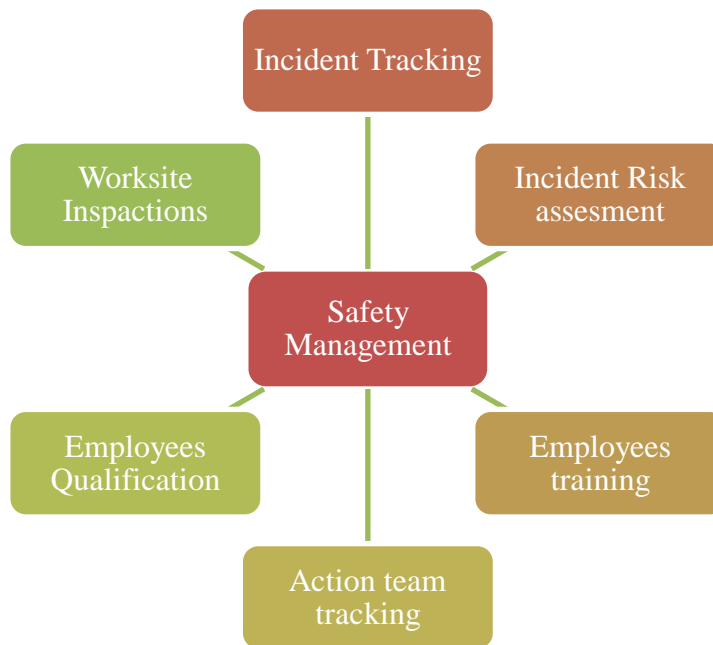 Incident Tracking
Worksite
Inspactions
Incident Risk
assesment
Safety
Management
Employees
Qualification
Employees
training
Action team
tracking